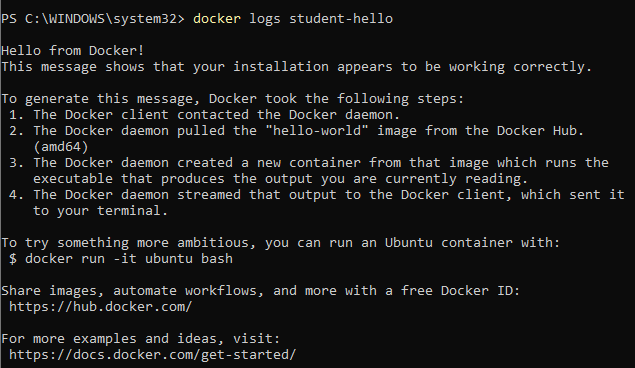 PS C:\WINDOWS\system32> docker logs student-hello
Hello from Docker!
This message shows that your installation appears to be working correctly.
To generate this message, Docker took the following steps:
1. The Docker client contacted the Docker daemon.
2. The Docker daemon pulled the "hello-world" image from the Docker Hub.
(amd64)
3. The Docker daemon created a new container from that image which runs the
executable that produces the output you are currently reading.
4. The Docker daemon streamed that output to the Docker client, which sent it
to your terminal.
To try something more ambitious, you can run an Ubuntu container with:
$ docker run -it ubuntu bash
Share images, automate workflows, and more with a free Docker ID:
https://hub.docker.com/
For more examples and ideas, visit:
https://docs.docker.com/get-started/